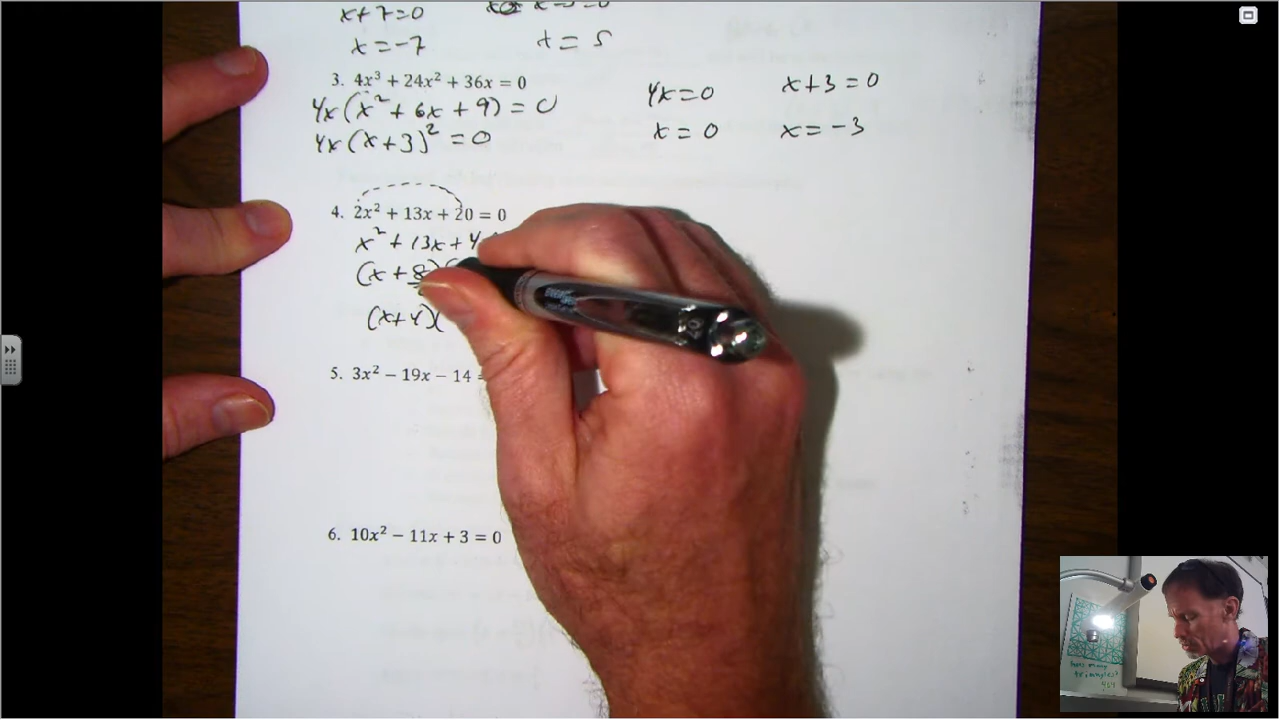 x+7=0
x = -7 x = 5
3. 4x³ + 24x² + 36x = 0
4x(x² + 6x + 9) = 0 4x = 0 x+3 = 0
4x(x+3)² = 0 x = 0 x = -3
4. 2x² + 13x + 20 = 0
x² + 13x + 4
(x + 8)(
(x+4)(
5. 3x² − 19x − 14 =
6. 10x² − 11x + 3 = 0